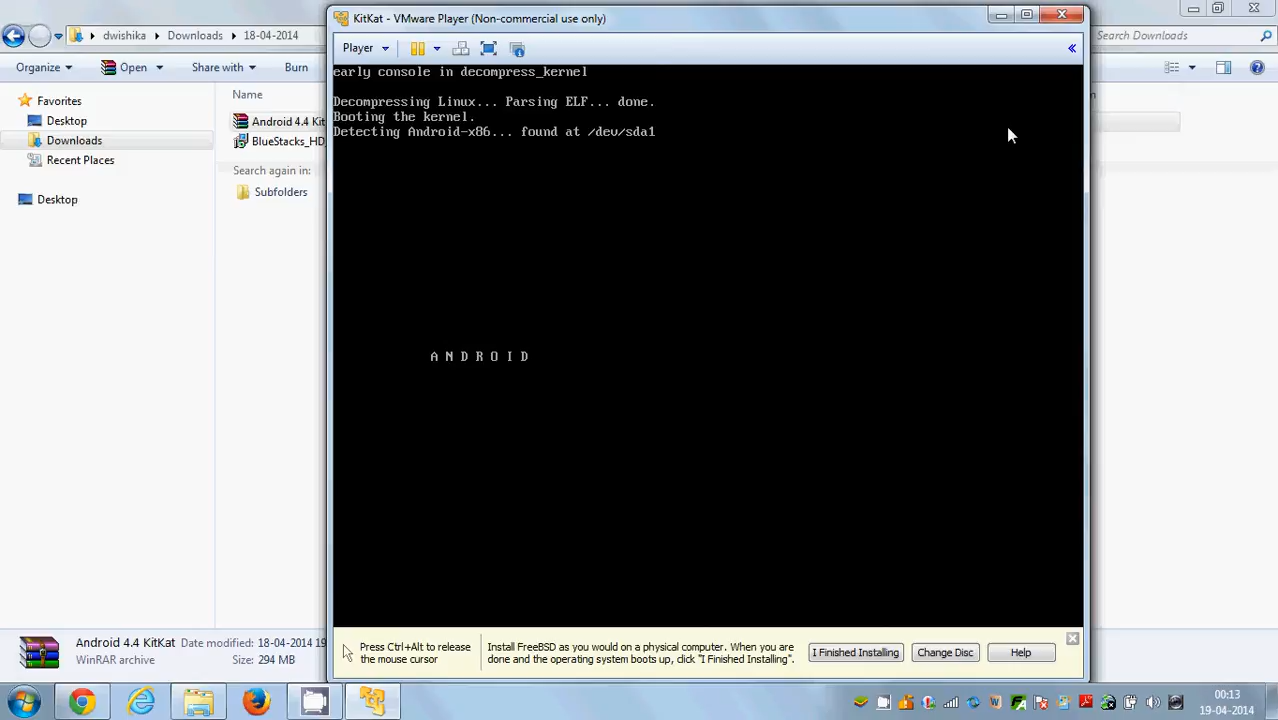 KitKat - VMware Player (Non-commercial use only)
dwishika
Downloads
18-04-2014
Search Downloads
Player
Organize
Open
Share with
Burn
Favorites
Desktop
Downloads
Recent Places
Desktop
Name
Android 4.4 Kit
BlueStacks_HD_
Search again in:
Subfolders
early console in decompress_kernel
Decompressing Linux... Parsing ELF... done.
Booting the kernel.
Detecting Android-x86... found at /dev/sda1
A N D R O I D
Press Ctrl+Alt to release
the mouse cursor
Install FreeBSD as you would on a physical computer. When you are
done and the operating system boots up, click "I Finished Installing".
I Finished Installing
Change Disc
Help
Android 4.4 KitKat Date modified: 18-04-2014 19
WinRAR archive Size: 294 MB
00:13
19-04-2014